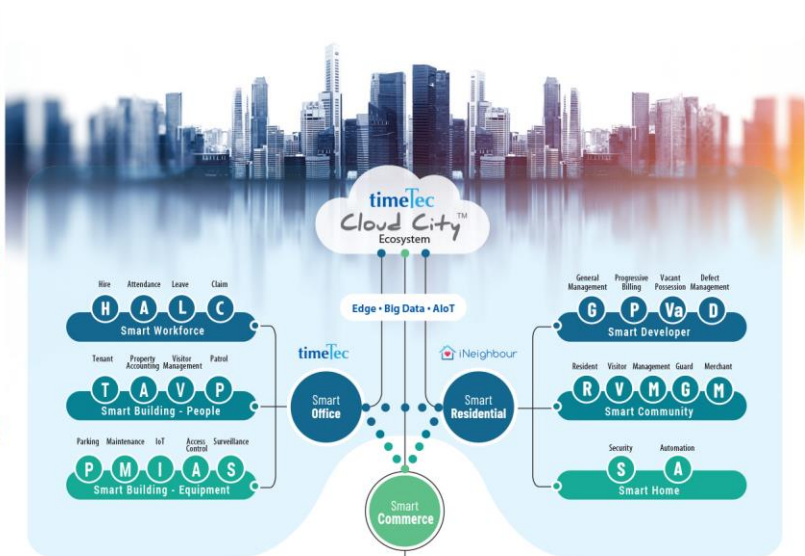 timeTec
Cloud City™
Ecosystem
Edge • Big Data • AIoT
Hire Attendance Leave Claim
H A L C
Smart Workforce
Tenant Property Accounting Visitor Management Patrol
T A V P
Smart Building - People
Parking Maintenance IoT Access Control Surveillance
P M I A S
Smart Building - Equipment
timeTec
Smart
Office
iNeighbour
Smart
Residential
General Management Progressive Billing Vacant Possession Defect Management
G P Va D
Smart Developer
Resident Visitor Management Guard Merchant
R V M G M
Smart Community
Security Automation
S A
Smart Home
Smart
Commerce